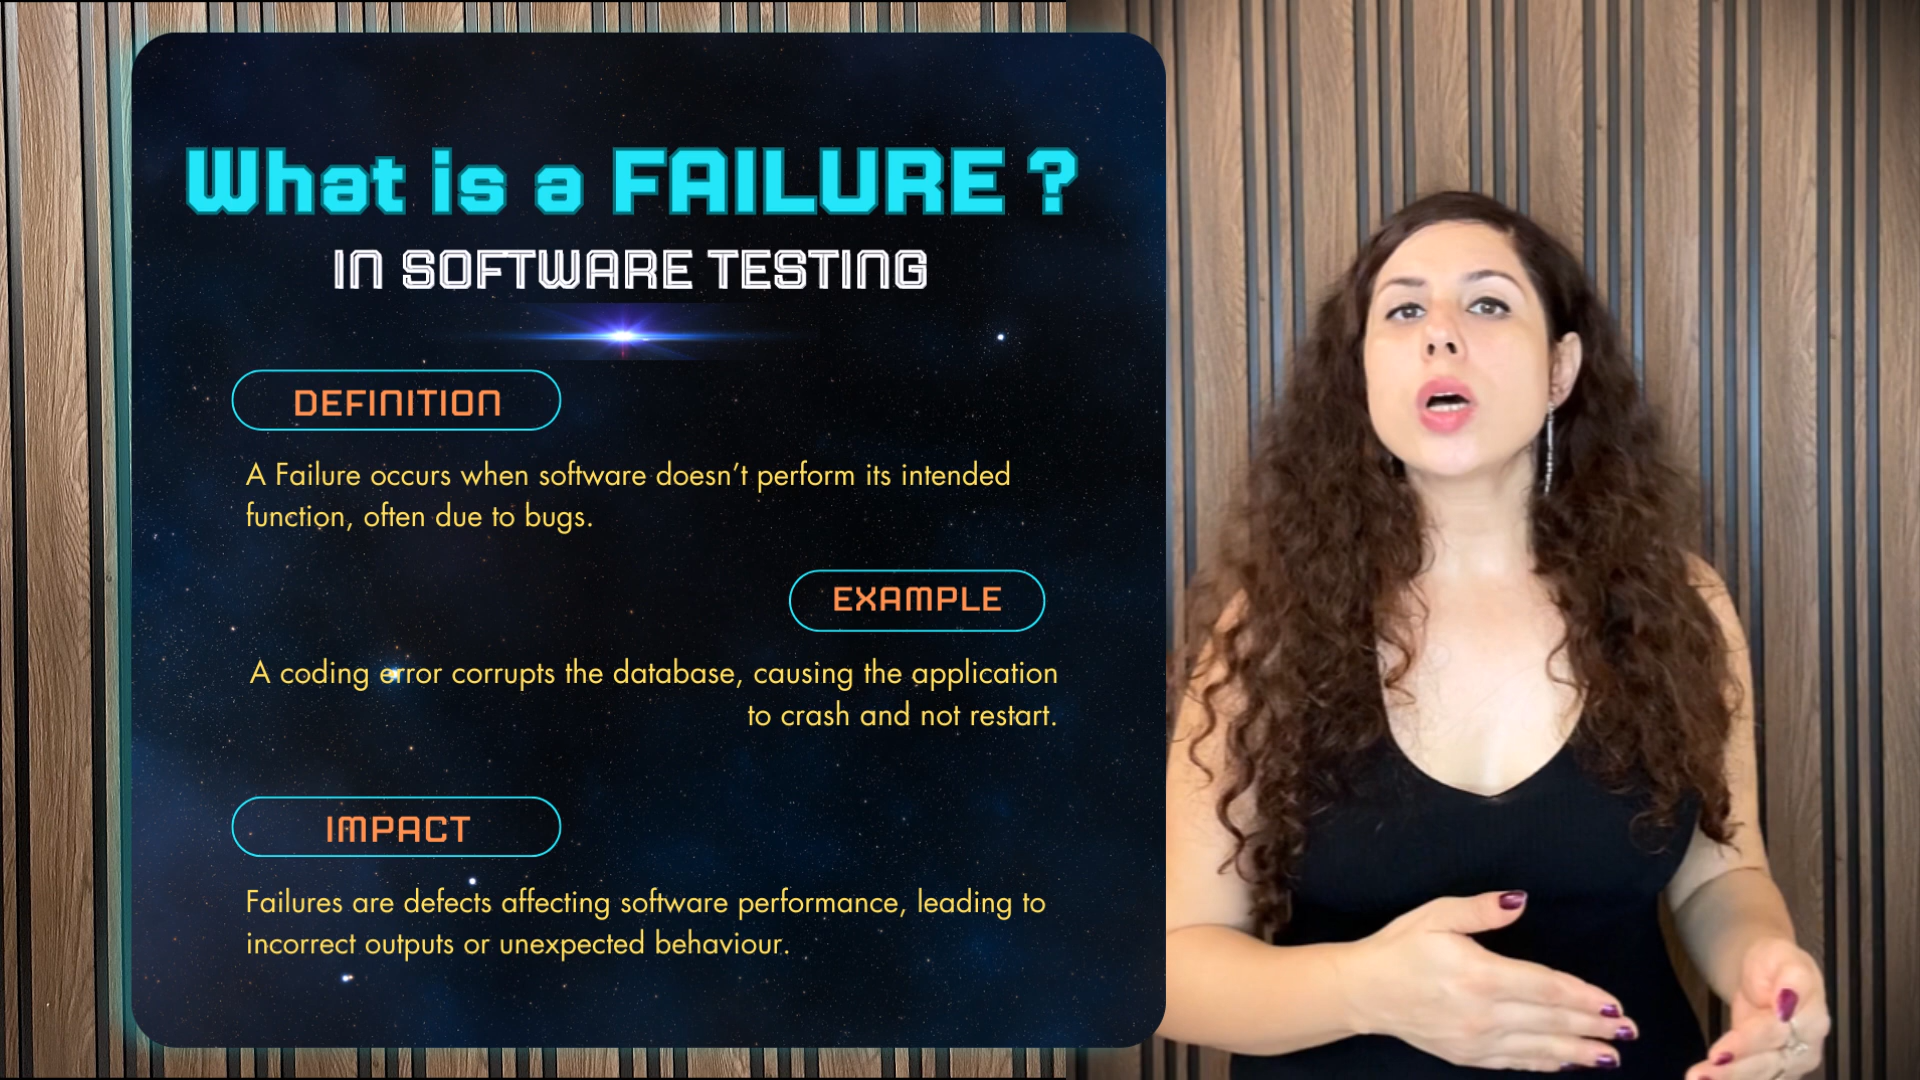 What is a FAILURE ?
IN SOFTWARE TESTING
DEFINITION
A Failure occurs when software doesn’t perform its intended
function, often due to bugs.
EXAMPLE
A coding error corrupts the database, causing the application
to crash and not restart.
IMPACT
Failures are defects affecting software performance, leading to
incorrect outputs or unexpected behaviour.